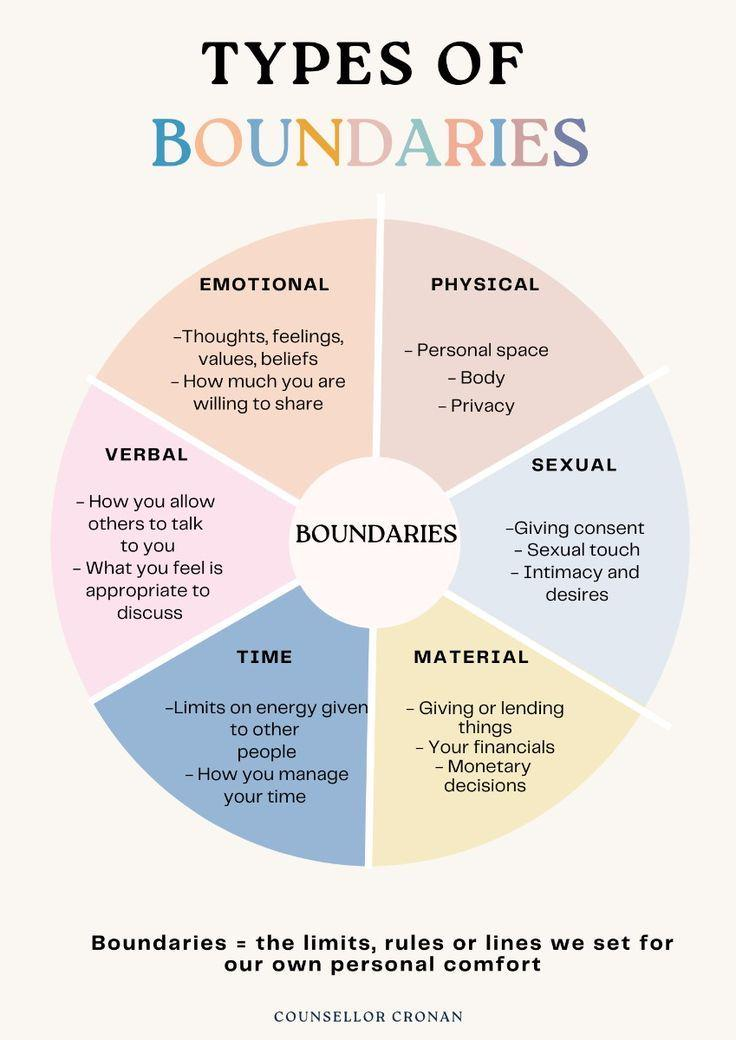 TYPES OF
BOUNDARIES
EMOTIONAL
-Thoughts, feelings,
values, beliefs
- How much you are
willing to share
PHYSICAL
- Personal space
- Body
- Privacy
VERBAL
- How you allow
others to talk
to you
- What you feel is
appropriate to
discuss
BOUNDARIES
SEXUAL
-Giving consent
- Sexual touch
- Intimacy and
desires
TIME
-Limits on energy given
to other
people
- How you manage
your time
MATERIAL
- Giving or lending
things
- Your financials
- Monetary
decisions
Boundaries = the limits, rules or lines we set for
our own personal comfort
COUNSELLOR CRONAN